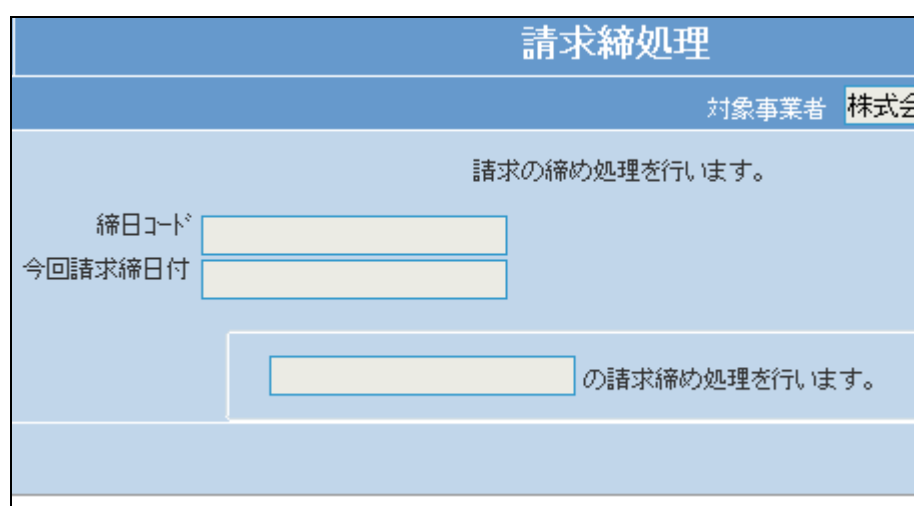 請求締処理
対象事業者 株式会
請求の締め処理を行います。
締日ｺｰﾄﾞ
今回請求締日付
の請求締め処理を行います。